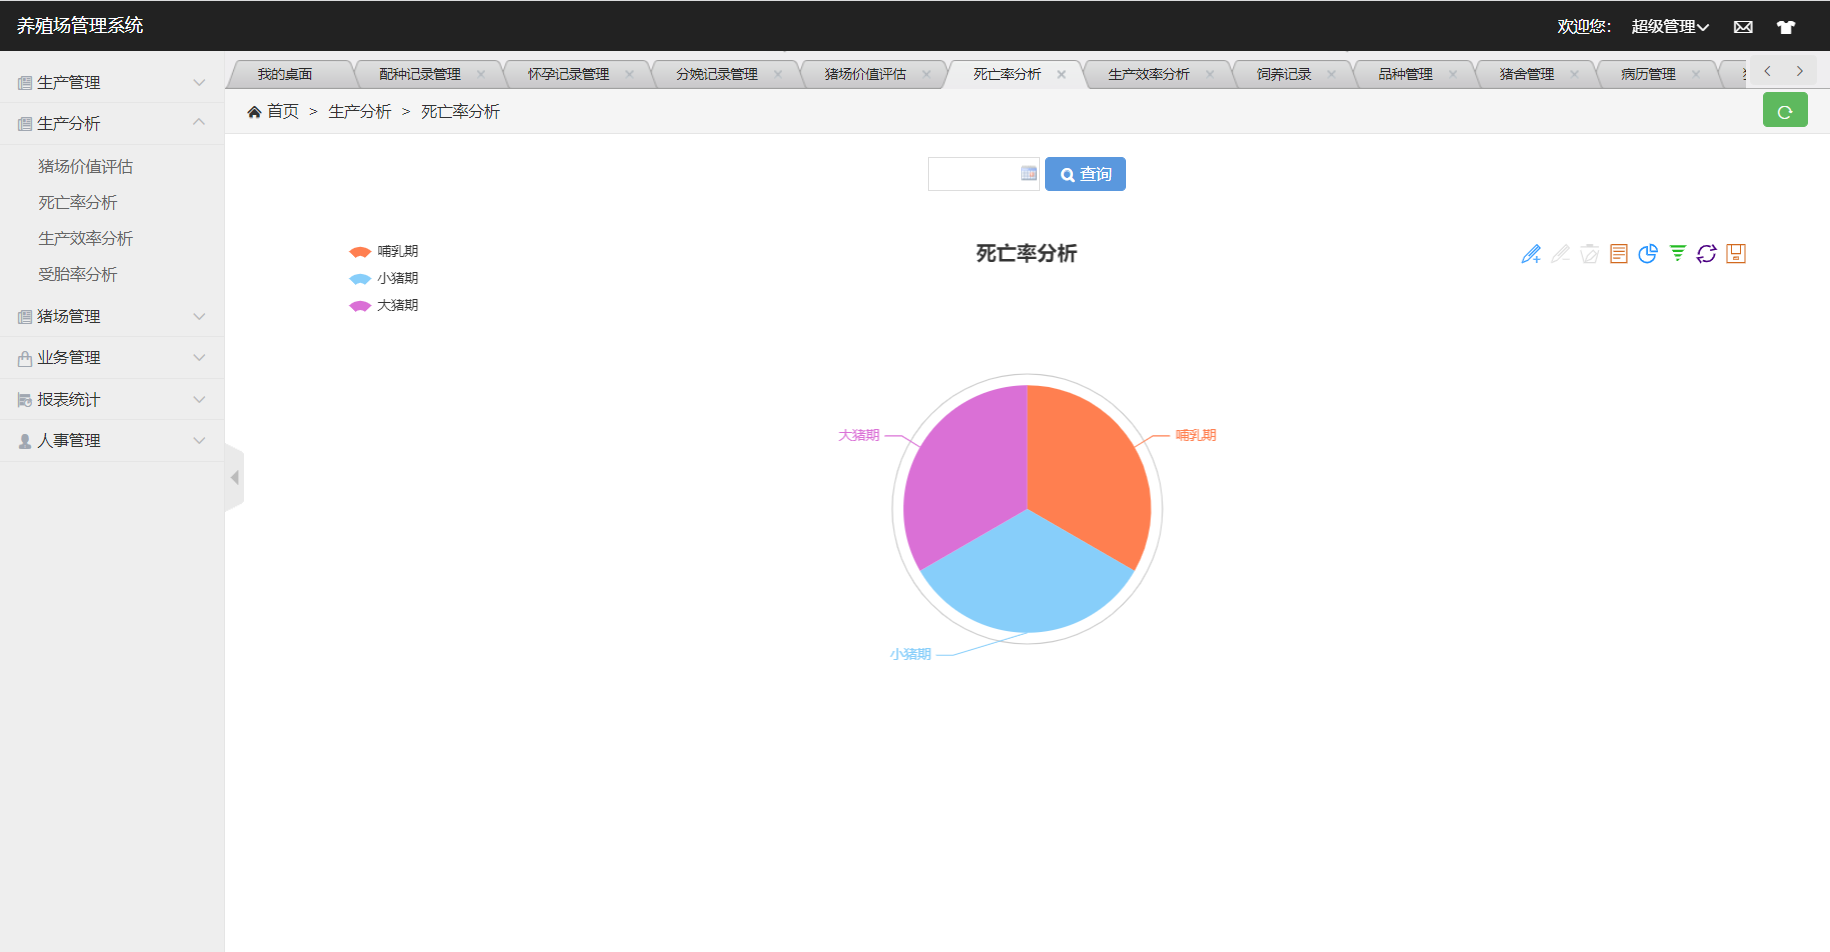 养殖场管理系统
欢迎您： 超级管理
生产管理
生产分析
猪场价值评估
死亡率分析
生产效率分析
受胎率分析
猪场管理
业务管理
报表统计
人事管理
我的桌面 配种记录管理 怀孕记录管理 分娩记录管理 猪场价值评估 死亡率分析 生产效率分析 饲养记录 品种管理 猪舍管理 病历管理
首页 > 生产分析 > 死亡率分析
查询
死亡率分析
哺乳期
小猪期
大猪期
大猪期
哺乳期
小猪期